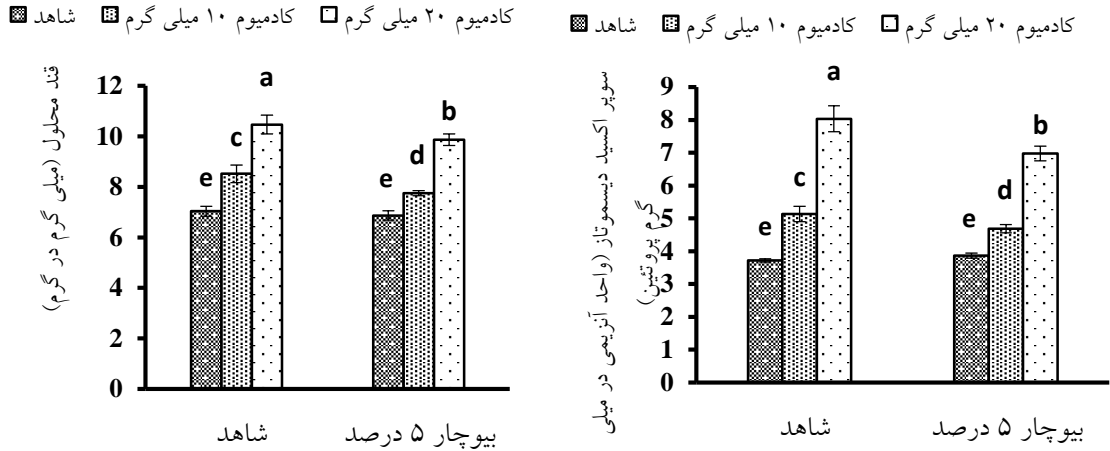 شاهد کادمیوم ۱۰ میلی گرم کادمیوم ۲۰ میلی گرم
قند محلول (میلی گرم در گرم)
12
10
8
6
4
2
0
e
c
a
e
d
b
شاهد
بیوچار ۵ درصد
شاهد کادمیوم ۱۰ میلی گرم کادمیوم ۲۰ میلی گرم
سوپر اکسید دیسموتاز (واحد آنزیمی در میلی
گرم پروتئین)
9
8
7
6
5
4
3
2
1
0
e
c
a
e
d
b
شاهد
بیوچار ۵ درصد